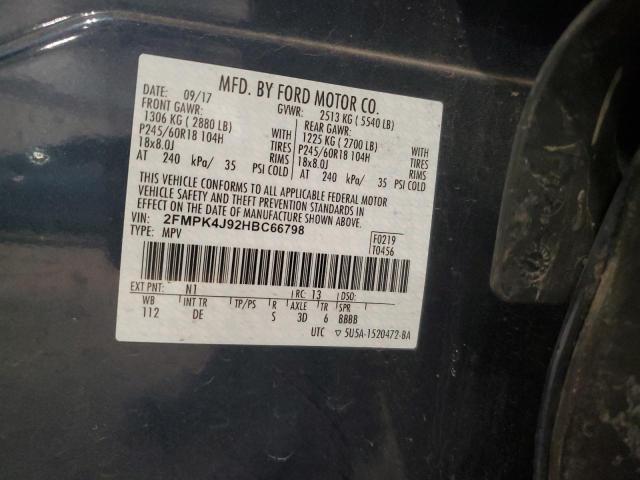 MFD. BY FORD MOTOR CO.
DATE: 09/17 GVWR: 2513 KG ( 5540 LB)
FRONT GAWR: REAR GAWR:
1306 KG ( 2880 LB) WITH 1225 KG ( 2700 LB) WITH
P245/60R18 104H TIRES P245/60R18 104H TIRES
18x8.0J RIMS 18x8.0J RIMS
AT 240 kPa/ 35 PSI COLD AT 240 kPa/ 35 PSI COLD
THIS VEHICLE CONFORMS TO ALL APPLICABLE FEDERAL MOTOR
VEHICLE SAFETY AND THEFT PREVENTION STANDARDS IN
EFFECT ON THE DATE OF MANUFACTURE SHOWN ABOVE.
VIN: 2FMPK4J92HBC66798
TYPE: MPV
F0219
T0456
EXT PNT: N1 RC: 13 DSO:
WB INT TR TP/PS R AXLE TR SPR
112 DE S 3D 6 BBBB
UTC ▽ 5U5A-1520472-BA